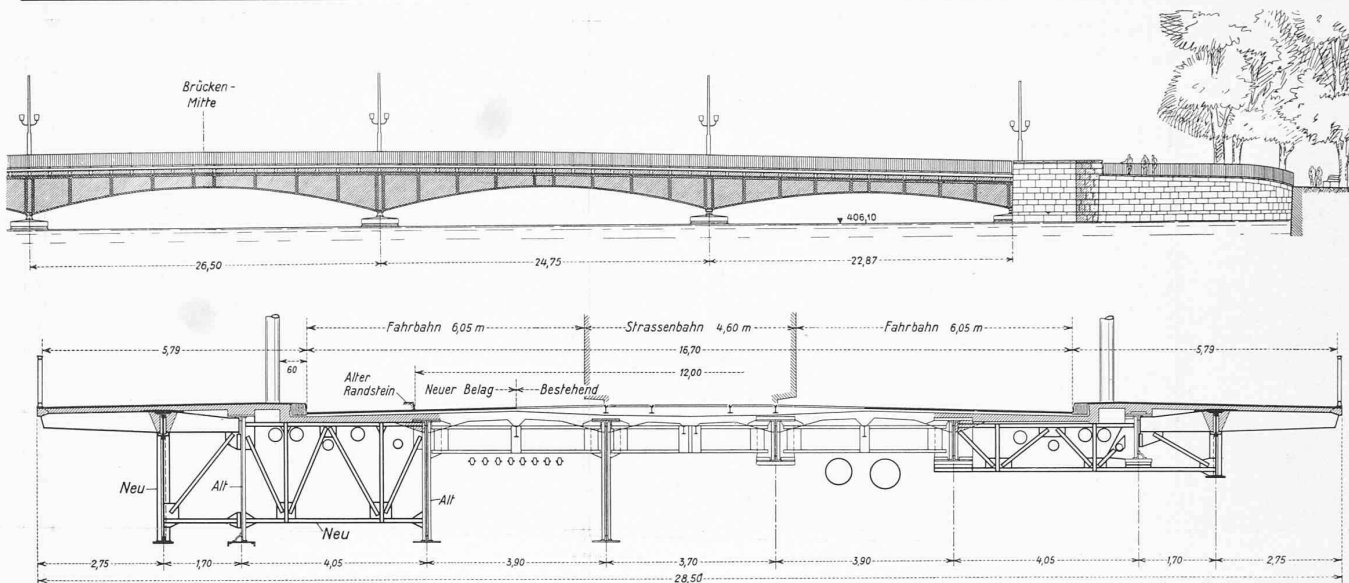 Brücken-
Mitte
406,10
26,50 24,75 22,87
Fahrbahn 6,05 m Strassenbahn 4,60 m Fahrbahn 6,05 m
5,79 16,70 5,79
60
12,00
Alter
Randstein
Neuer Belag Bestehend
Neu Alt Alt
Neu
2,75 1,70 4,05 3,90 3,70 3,90 4,05 1,70 2,75
28,50